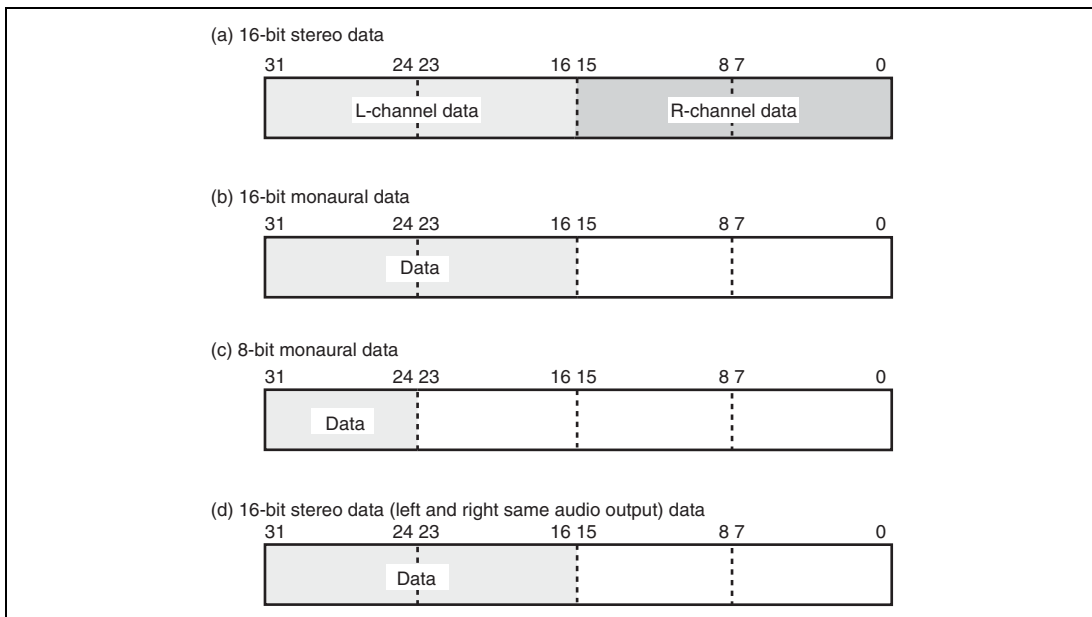 (a) 16-bit stereo data
31 24 23 16 15 8 7 0
L-channel data R-channel data
(b) 16-bit monaural data
31 24 23 16 15 8 7 0
Data
(c) 8-bit monaural data
31 24 23 16 15 8 7 0
Data
(d) 16-bit stereo data (left and right same audio output) data
31 24 23 16 15 8 7 0
Data